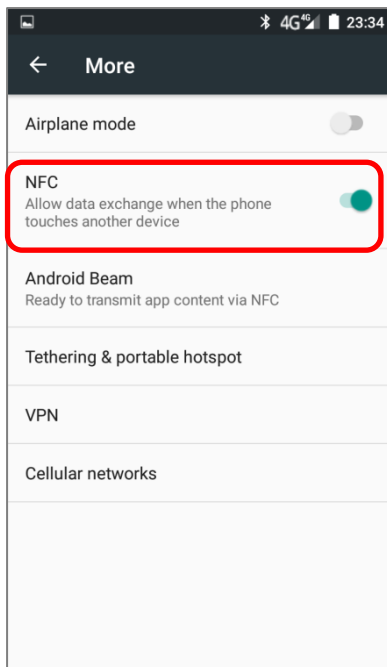 4G 4G 23:34
More
Airplane mode
NFC
Allow data exchange when the phone
touches another device
Android Beam
Ready to transmit app content via NFC
Tethering & portable hotspot
VPN
Cellular networks